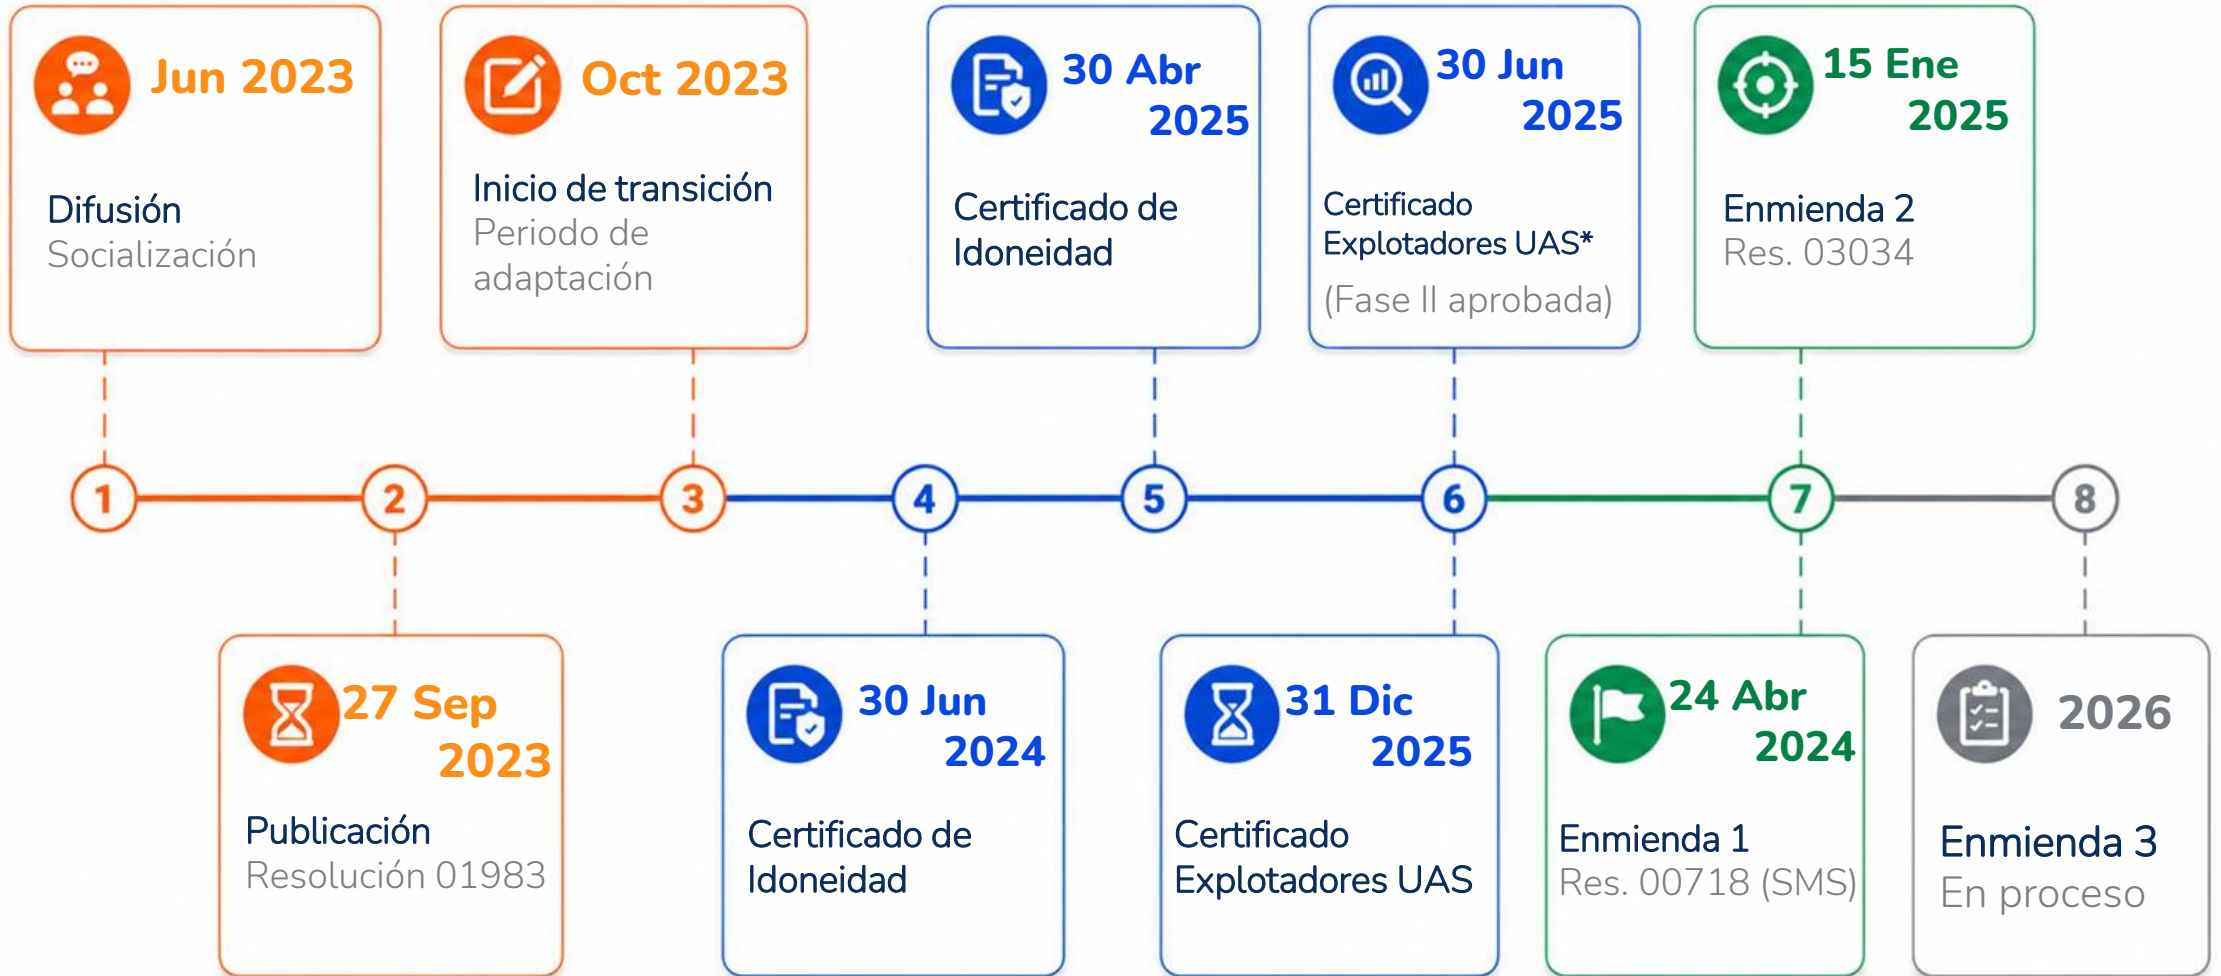 Jun 2023
Difusión
Socialización
Oct 2023
Inicio de transición
Periodo de
adaptación
30 Abr
2025
Certificado de
Idoneidad
30 Jun
2025
Certificado
Explotadores UAS*
(Fase II aprobada)
15 Ene
2025
Enmienda 2
Res. 03034
1
2
3
4
5
6
7
8
27 Sep
2023
Publicación
Resolución 01983
30 Jun
2024
Certificado de
Idoneidad
31 Dic
2025
Certificado
Explotadores UAS
24 Abr
2024
Enmienda 1
Res. 00718 (SMS)
2026
Enmienda 3
En proceso